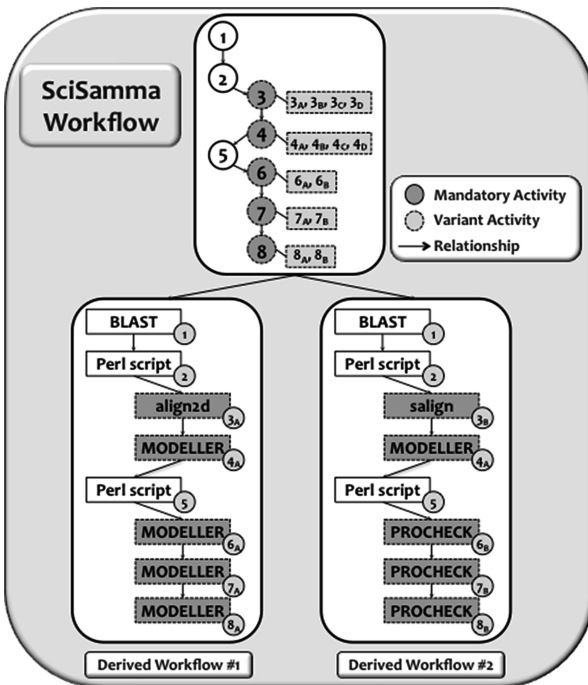 SciSamma
Workflow
1
2
3
3A, 3B, 3C, 3D
4
4A, 4B, 4C, 4D
5
6
6A, 6B
7
7A, 7B
8
8A, 8B
Mandatory Activity
Variant Activity
Relationship
BLAST
1
Perl script
2
align2d
3A
MODELLER
4A
Perl script
5
MODELLER
6A
MODELLER
7A
MODELLER
8A
Derived Workflow #1
BLAST
1
Perl script
2
salign
3B
MODELLER
4A
Perl script
5
PROCHECK
6B
PROCHECK
7B
PROCHECK
8B
Derived Workflow #2